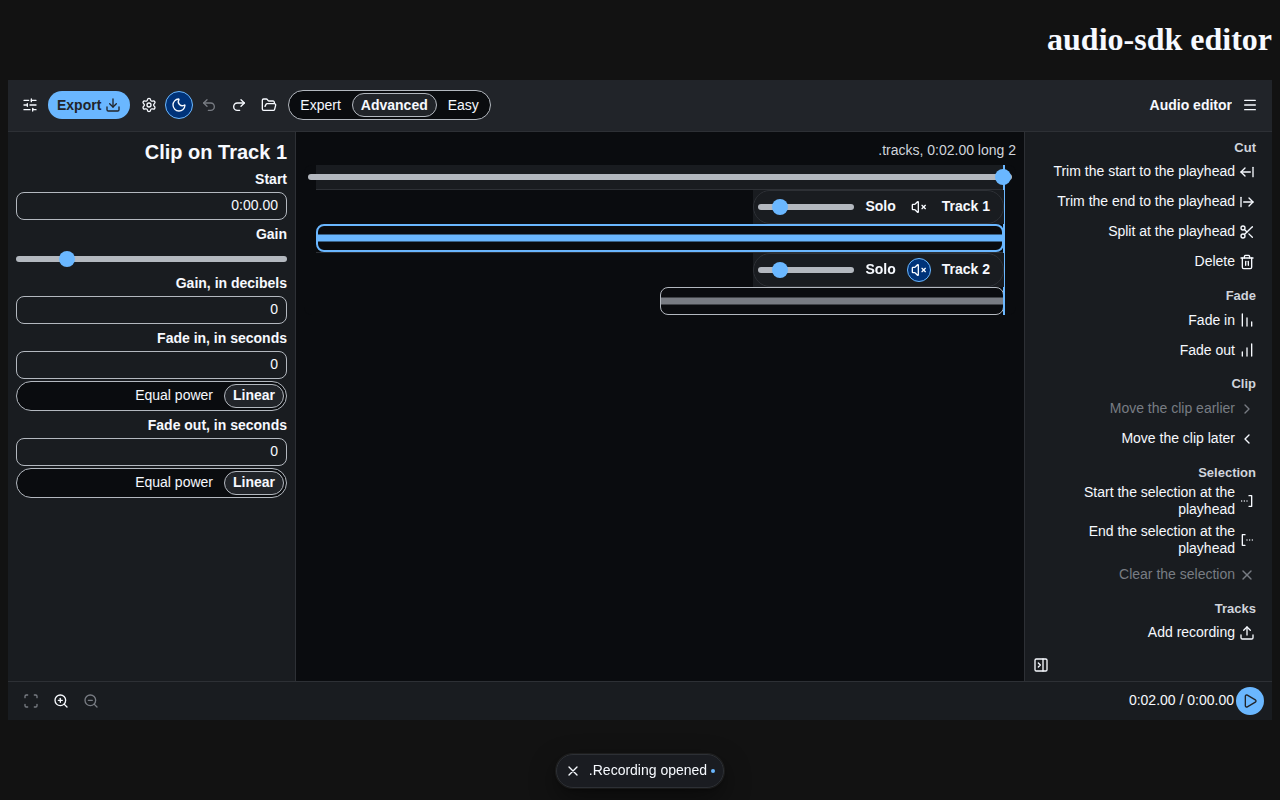 audio-sdk editor
Export
Expert
Advanced
Easy
Audio editor
Clip on Track 1
Start
0:00.00
Gain
Gain, in decibels
0
Fade in, in seconds
0
Equal power
Linear
Fade out, in seconds
0
Equal power
Linear
.tracks, 0:02.00 long 2
Solo
Track 1
Solo
Track 2
Cut
Trim the start to the playhead
Trim the end to the playhead
Split at the playhead
Delete
Fade
Fade in
Fade out
Clip
Move the clip earlier
Move the clip later
Selection
Start the selection at the
playhead
End the selection at the
playhead
Clear the selection
Tracks
Add recording
0:02.00 / 0:00.00
.Recording opened